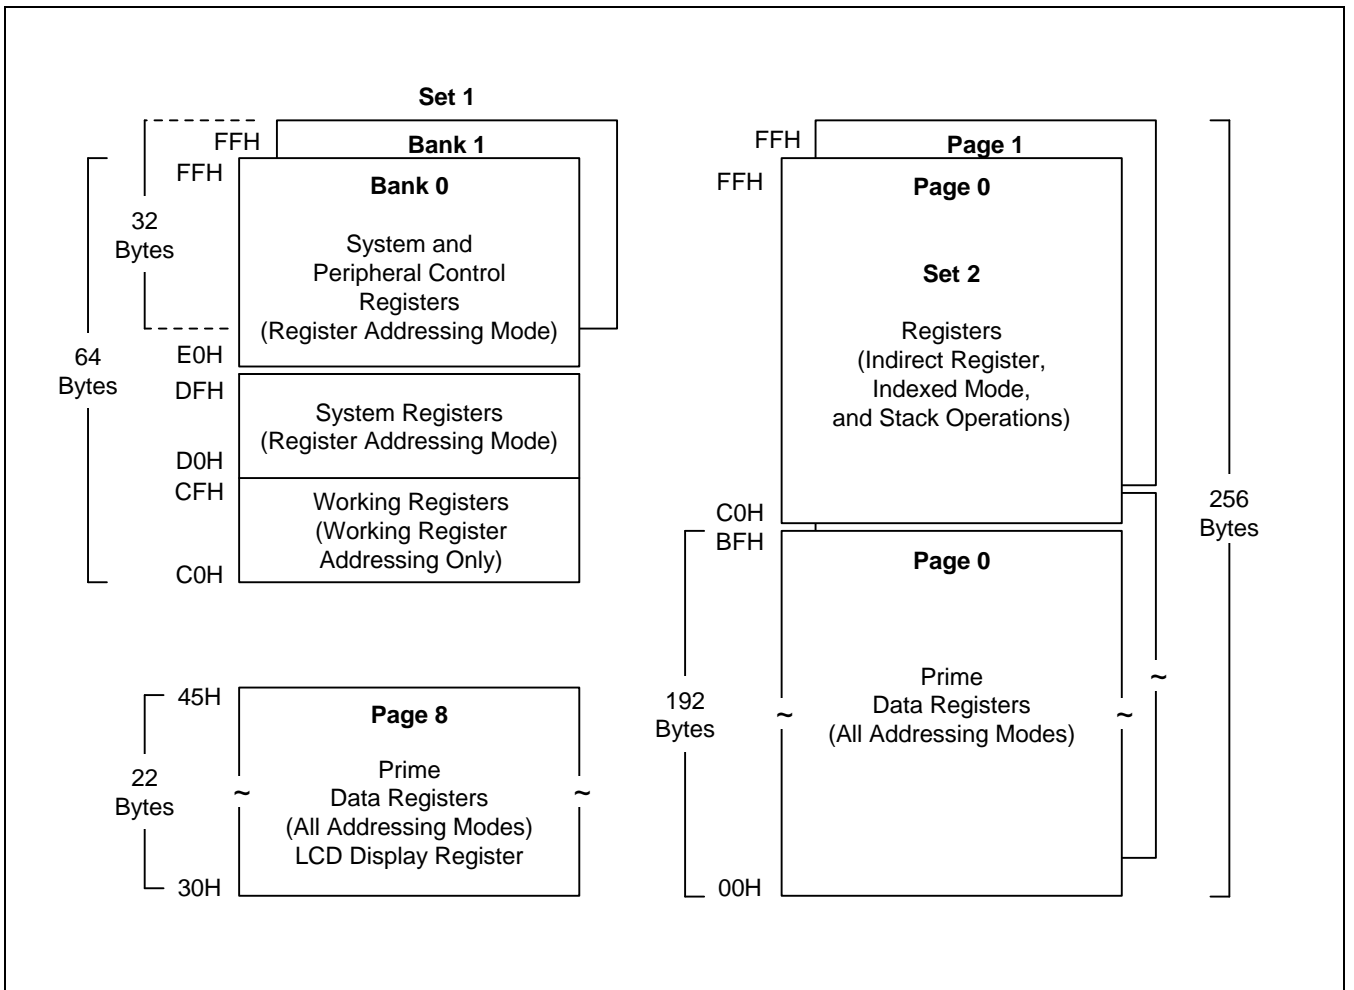 Set 1
FFH
Bank 1
FFH
Bank 0
32
Bytes
System and
Peripheral Control
Registers
(Register Addressing Mode)
64
Bytes
E0H
DFH
System Registers
(Register Addressing Mode)
D0H
CFH
Working Registers
(Working Register
Addressing Only)
C0H
45H
Page 8
22
Bytes
~
Prime
Data Registers
(All Addressing Modes)
LCD Display Register
~
30H
FFH
Page 1
FFH
Page 0
Set 2
Registers
(Indirect Register,
Indexed Mode,
and Stack Operations)
C0H
BFH
256
Bytes
Page 0
192
Bytes
~
Prime
Data Registers
(All Addressing Modes)
~
~
00H